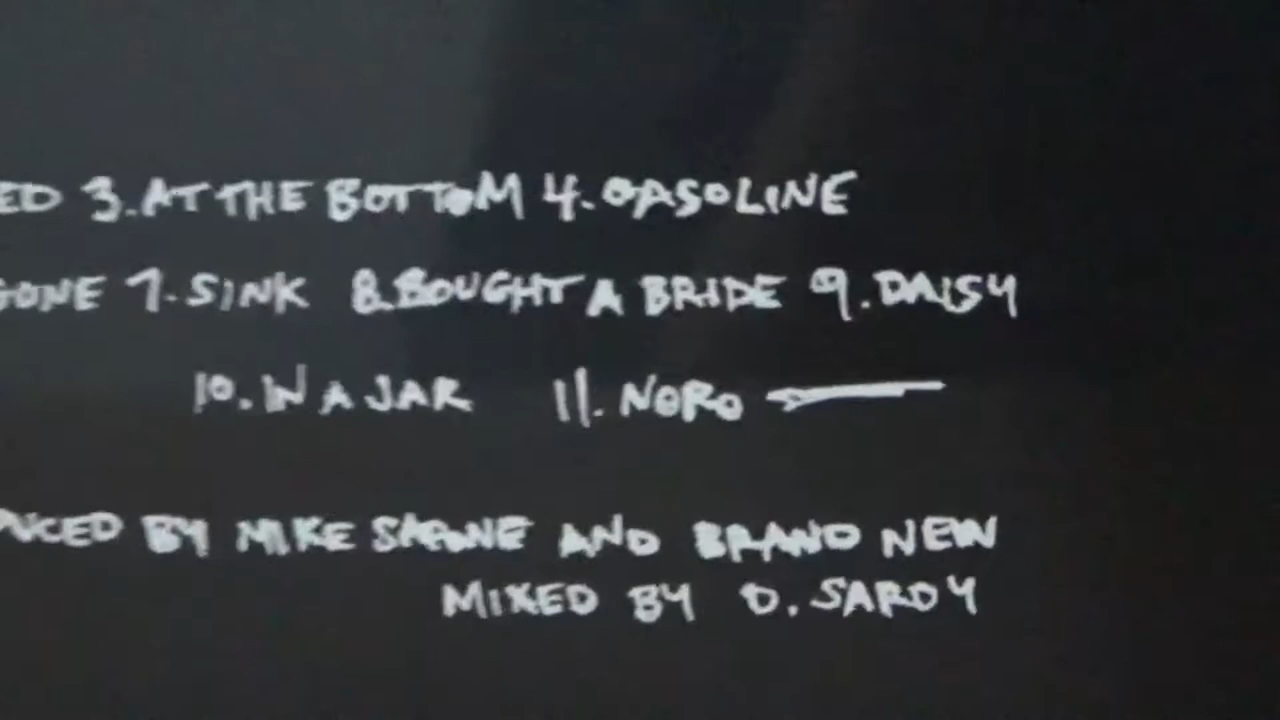 ED 3. AT THE BOTTOM 4. GASOLINE
GONE 7. SINK 8. BOUGHT A BRIDE 9. DAISY
10. IN A JAR 11. NORO
UCED BY MIKE SAPONE AND BRAND NEW
MIXED BY D. SARDY